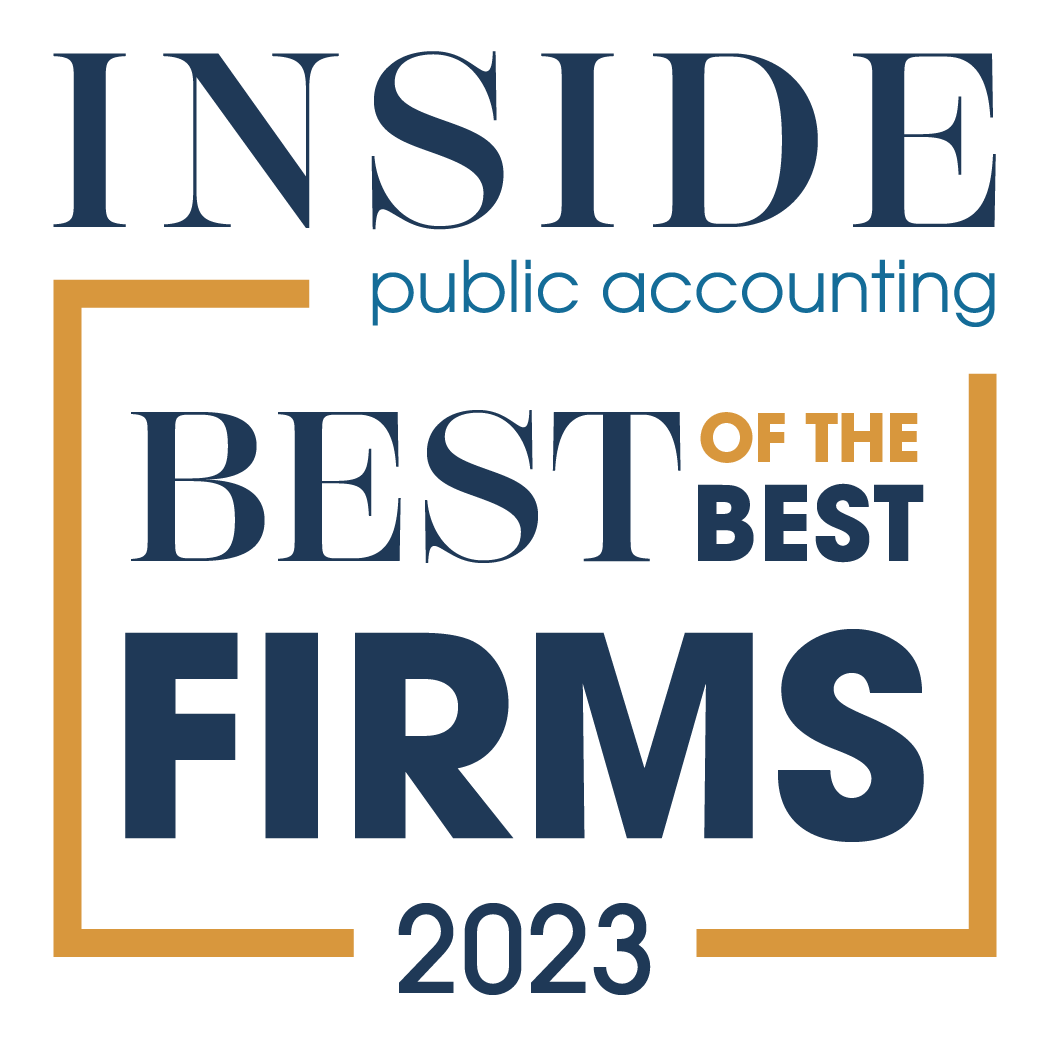 INSIDE
public accounting
BEST OF THE BEST
FIRMS
2023